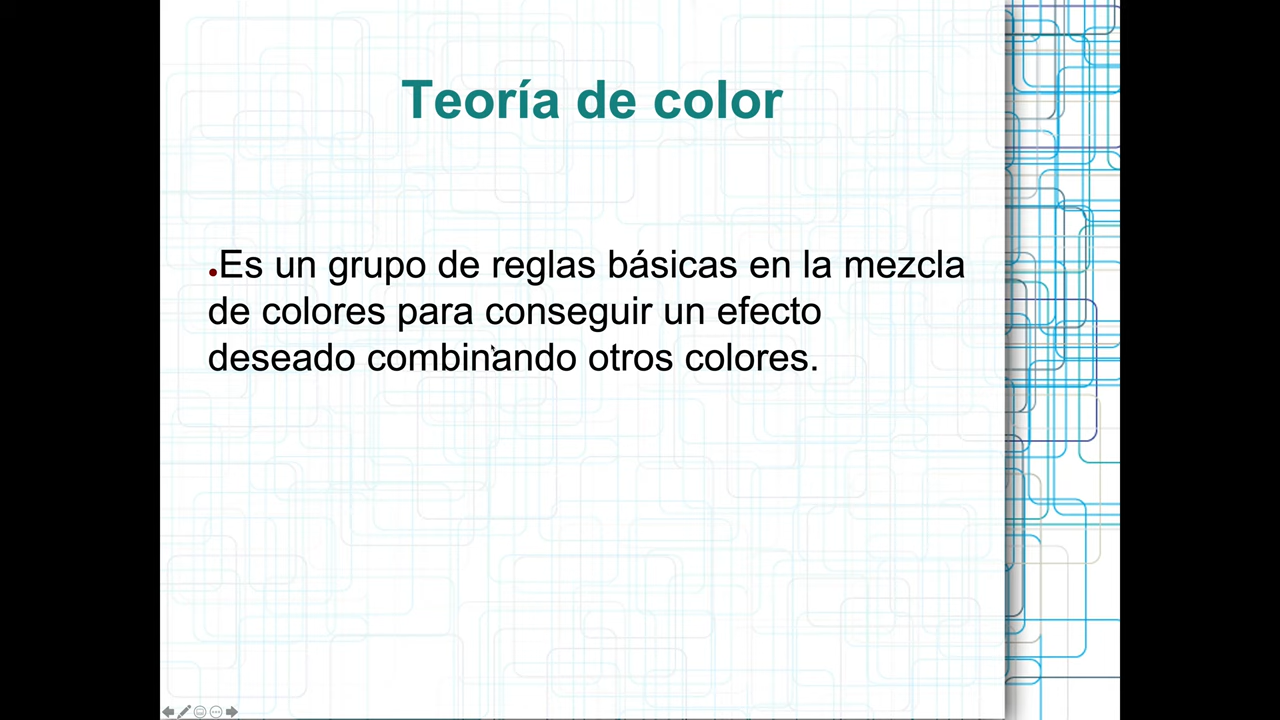 Teoría de color
●Es un grupo de reglas básicas en la mezcla
de colores para conseguir un efecto
deseado combinando otros colores.